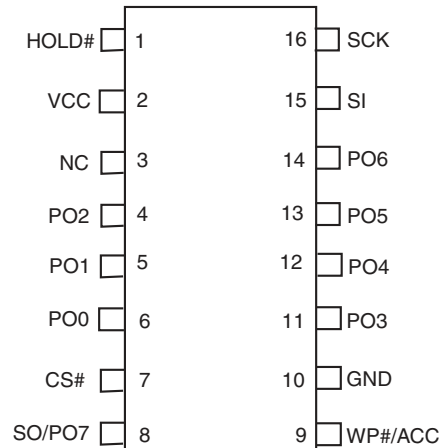 HOLD# 1 16 SCK
VCC 2 15 SI
NC 3 14 PO6
PO2 4 13 PO5
PO1 5 12 PO4
PO0 6 11 PO3
CS# 7 10 GND
SO/PO7 8 9 WP#/ACC